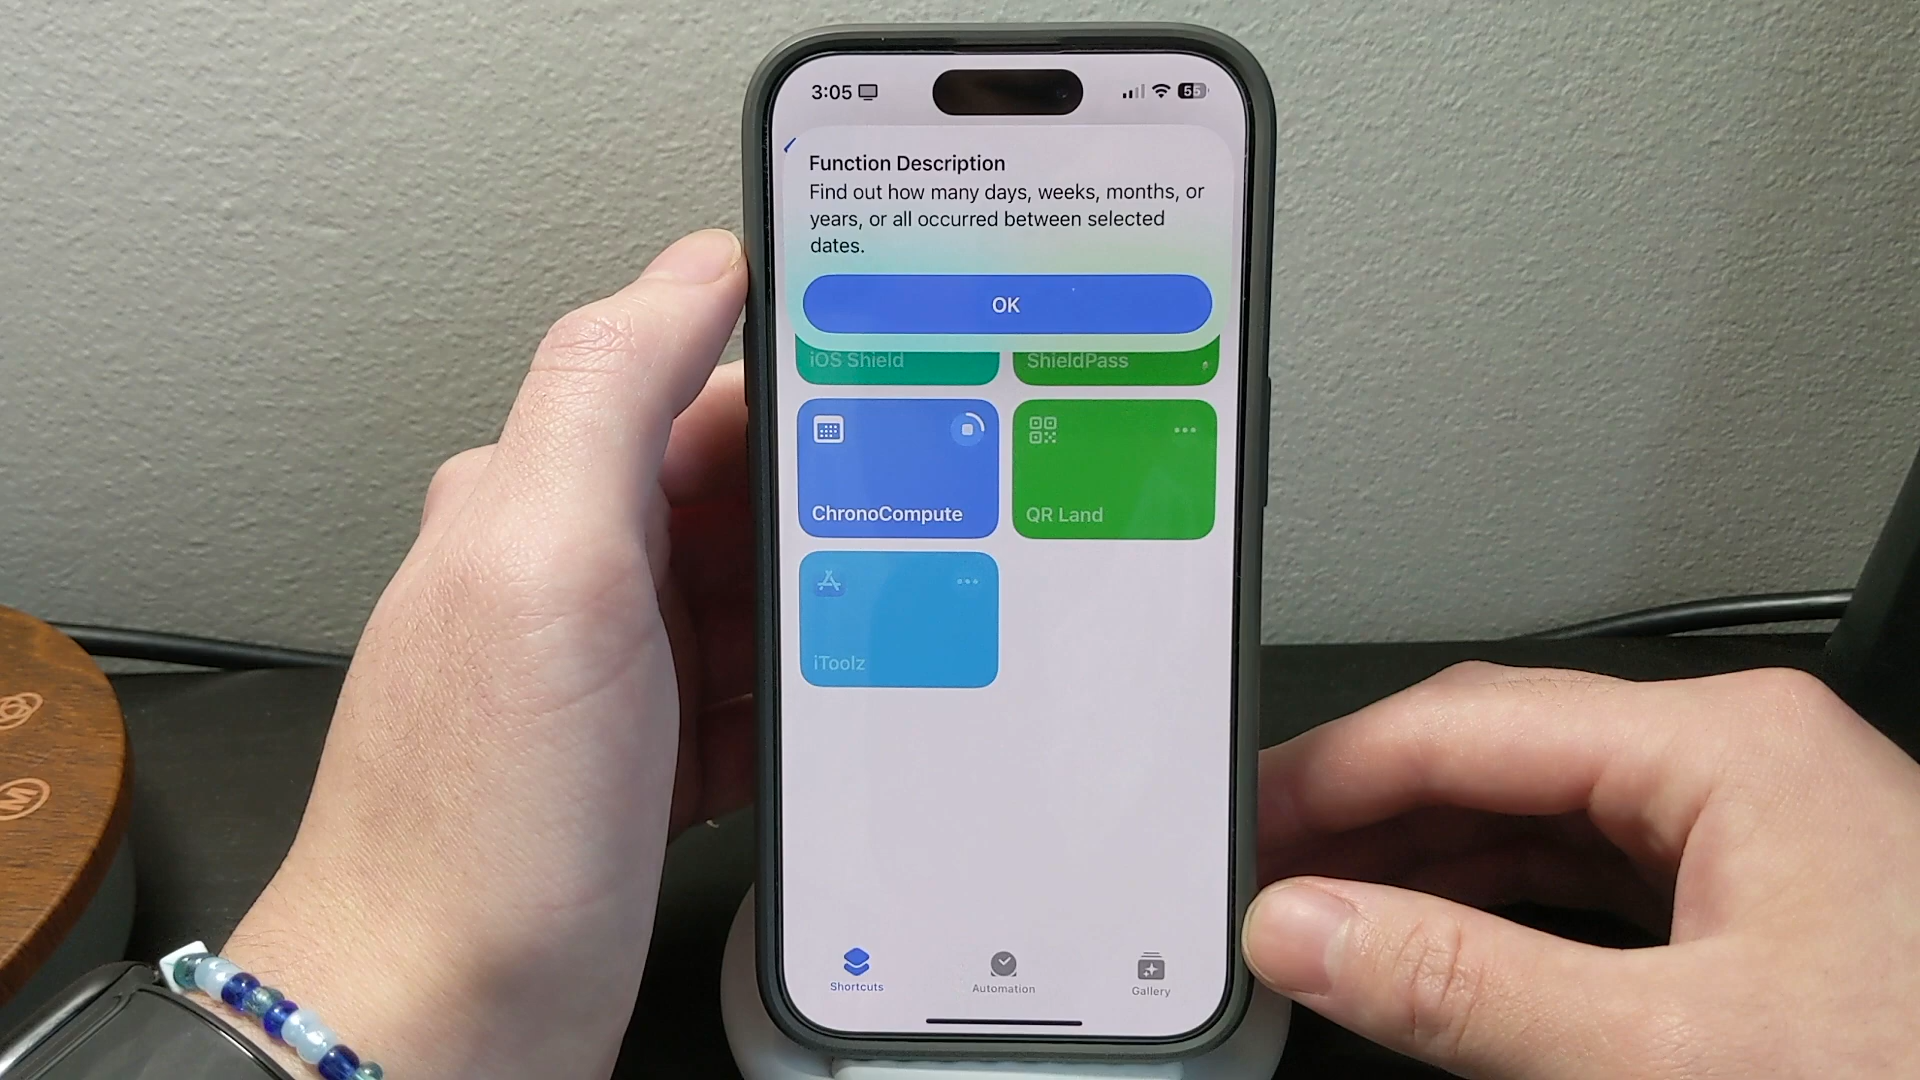 3:05
55
Function Description
Find out how many days, weeks, months, or
years, or all occurred between selected
dates.
OK
iOS Shield
ShieldPass
ChronoCompute
QR Land
iToolz
Shortcuts
Automation
Gallery
M